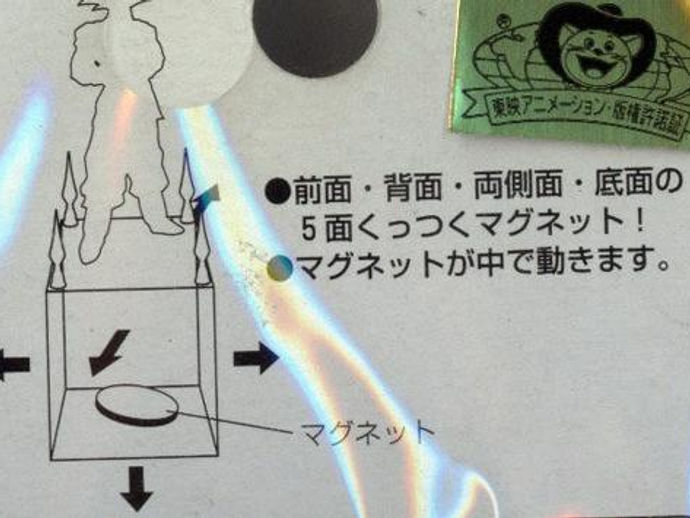 東映アニメーション・版権許諾証
●前面・背面・両側面・底面の
5面くっつくマグネット!
●マグネットが中で動きます。
マグネット